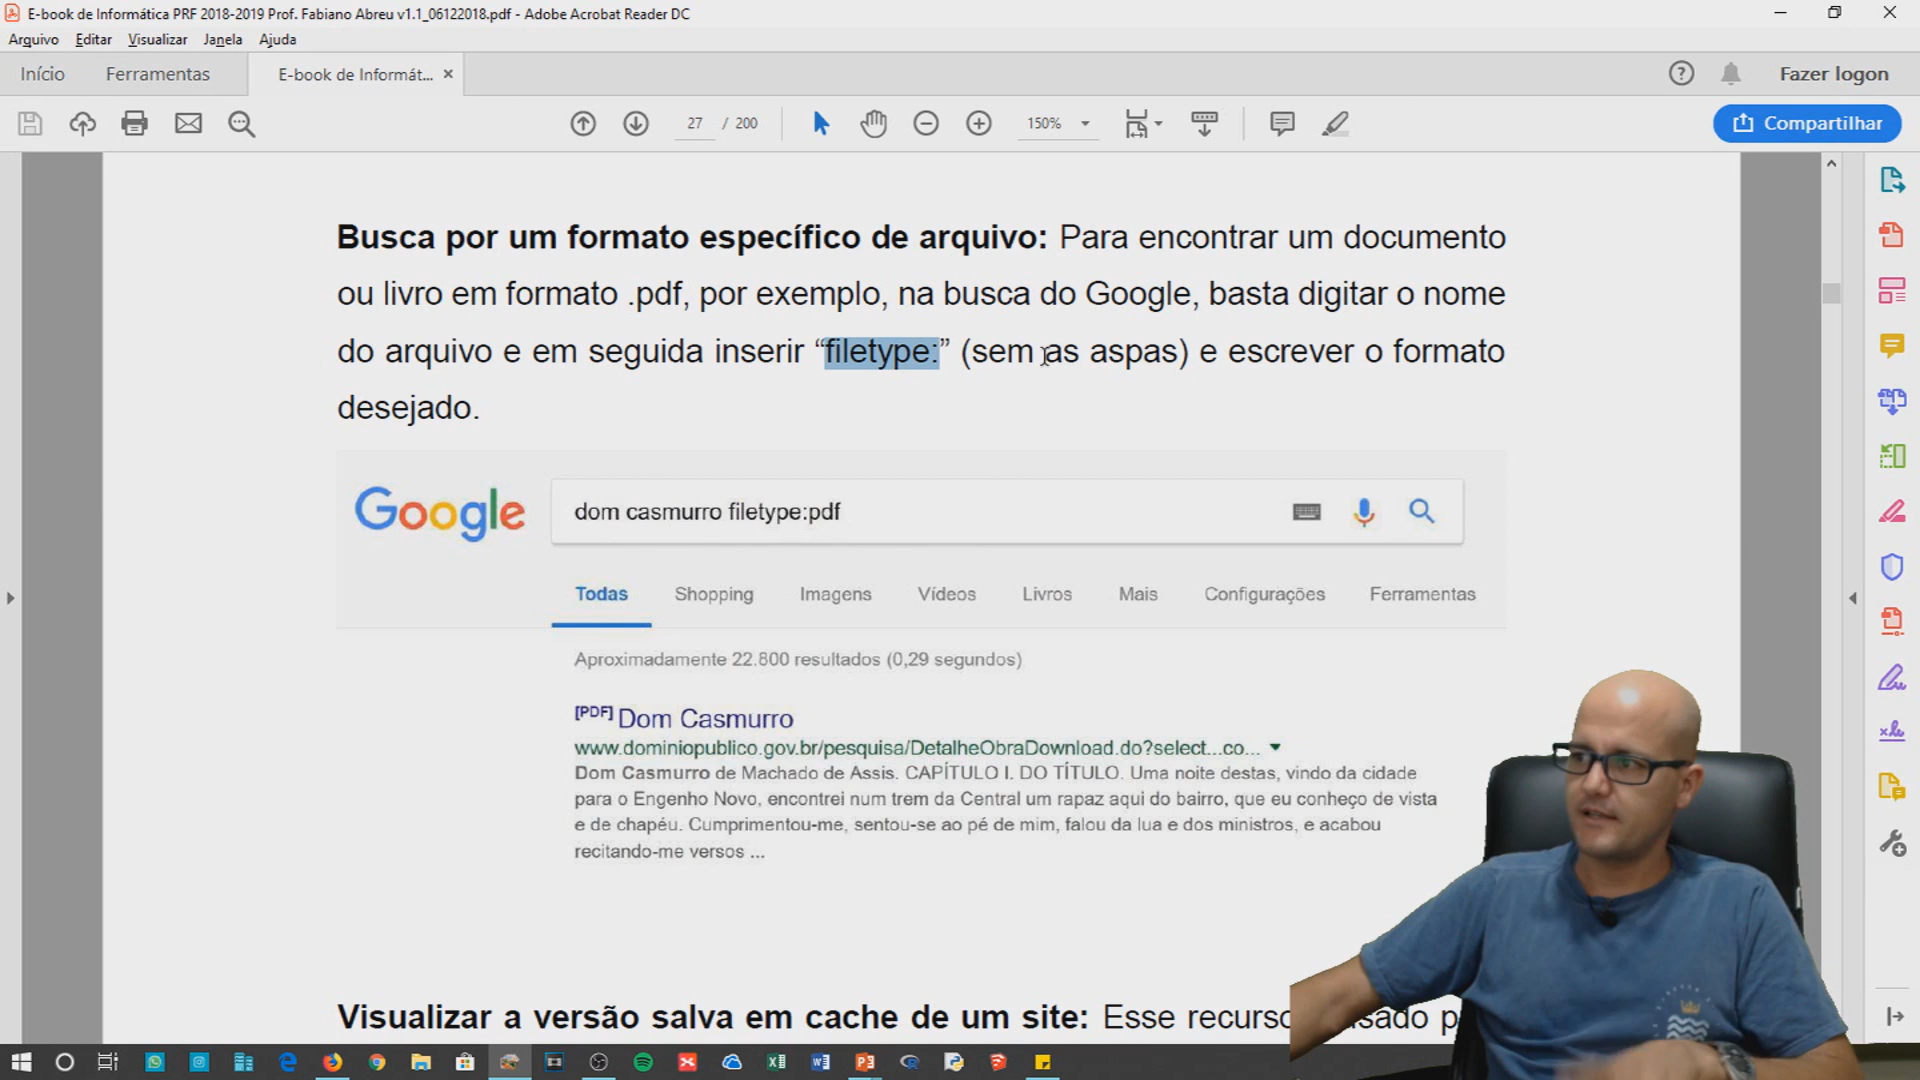 E-book de Informática PRF 2018-2019 Prof. Fabiano Abreu v1.1_06122018.pdf - Adobe Acrobat Reader DC
Arquivo Editar Visualizar Janela Ajuda
Início Ferramentas E-book de Informát... × Fazer logon
27 / 200 150% Compartilhar
Busca por um formato específico de arquivo: Para encontrar um documento
ou livro em formato .pdf, por exemplo, na busca do Google, basta digitar o nome
do arquivo e em seguida inserir “filetype:” (sem as aspas) e escrever o formato
desejado.
Google dom casmurro filetype:pdf
Todas Shopping Imagens Vídeos Livros Mais Configurações Ferramentas
Aproximadamente 22.800 resultados (0,29 segundos)
[PDF] Dom Casmurro
www.dominiopublico.gov.br/pesquisa/DetalheObraDownload.do?select...co...
Dom Casmurro de Machado de Assis. CAPÍTULO I. DO TÍTULO. Uma noite destas, vindo da cidade
para o Engenho Novo, encontrei num trem da Central um rapaz aqui do bairro, que eu conheço de vista
e de chapéu. Cumprimentou-me, sentou-se ao pé de mim, falou da lua e dos ministros, e acabou
recitando-me versos ...
Visualizar a versão salva em cache de um site: Esse recurso